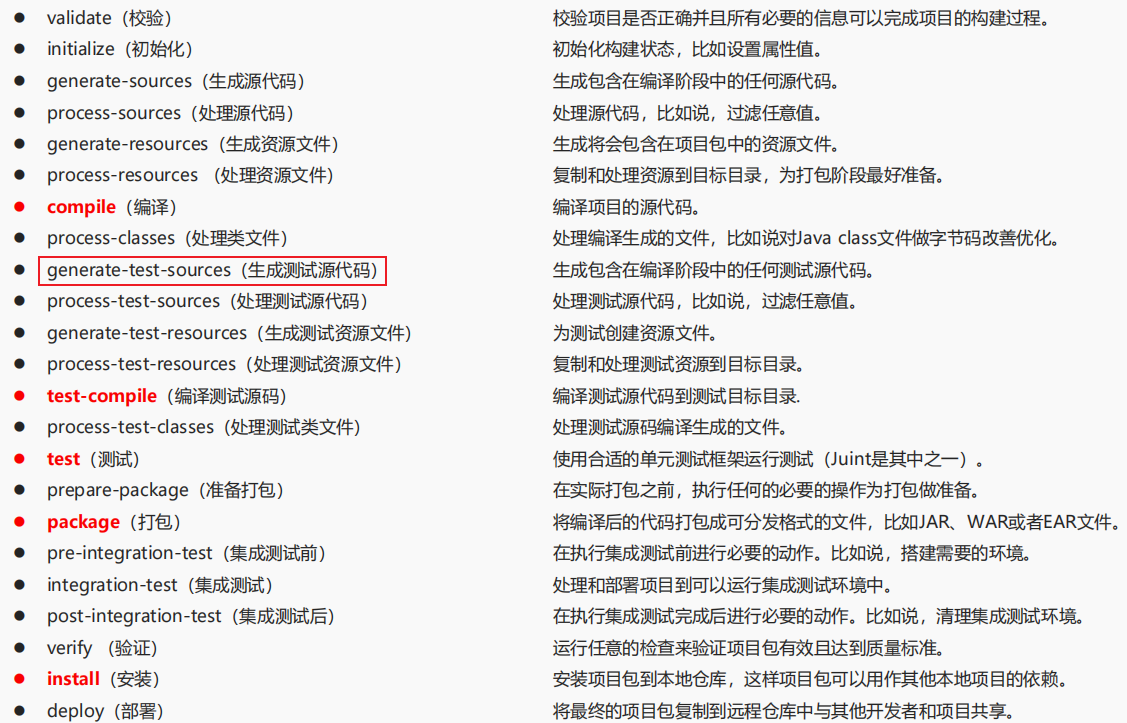 ● validate（校验） 校验项目是否正确并且所有必要的信息可以完成项目的构建过程。
● initialize（初始化） 初始化构建状态，比如设置属性值。
● generate-sources（生成源代码） 生成包含在编译阶段中的任何源代码。
● process-sources（处理源代码） 处理源代码，比如说，过滤任意值。
● generate-resources（生成资源文件） 生成将会包含在项目包中的资源文件。
● process-resources （处理资源文件） 复制和处理资源到目标目录，为打包阶段最好准备。
● compile（编译） 编译项目的源代码。
● process-classes（处理类文件） 处理编译生成的文件，比如说对Java class文件做字节码改善优化。
● generate-test-sources（生成测试源代码） 生成包含在编译阶段中的任何测试源代码。
● process-test-sources（处理测试源代码） 处理测试源代码，比如说，过滤任意值。
● generate-test-resources（生成测试资源文件） 为测试创建资源文件。
● process-test-resources（处理测试资源文件） 复制和处理测试资源到目标目录。
● test-compile（编译测试源码） 编译测试源代码到测试目标目录.
● process-test-classes（处理测试类文件） 处理测试源码编译生成的文件。
● test（测试） 使用合适的单元测试框架运行测试（Juint是其中之一）。
● prepare-package（准备打包） 在实际打包之前，执行任何的必要的操作为打包做准备。
● package（打包） 将编译后的代码打包成可分发格式的文件，比如JAR、WAR或者EAR文件。
● pre-integration-test（集成测试前） 在执行集成测试前进行必要的动作。比如说，搭建需要的环境。
● integration-test（集成测试） 处理和部署项目到可以运行集成测试环境中。
● post-integration-test（集成测试后） 在执行集成测试完成后进行必要的动作。比如说，清理集成测试环境。
● verify （验证） 运行任意的检查来验证项目包有效且达到质量标准。
● install（安装） 安装项目包到本地仓库，这样项目包可以用作其他本地项目的依赖。
● deploy（部署） 将最终的项目包复制到远程仓库中与其他开发者和项目共享。